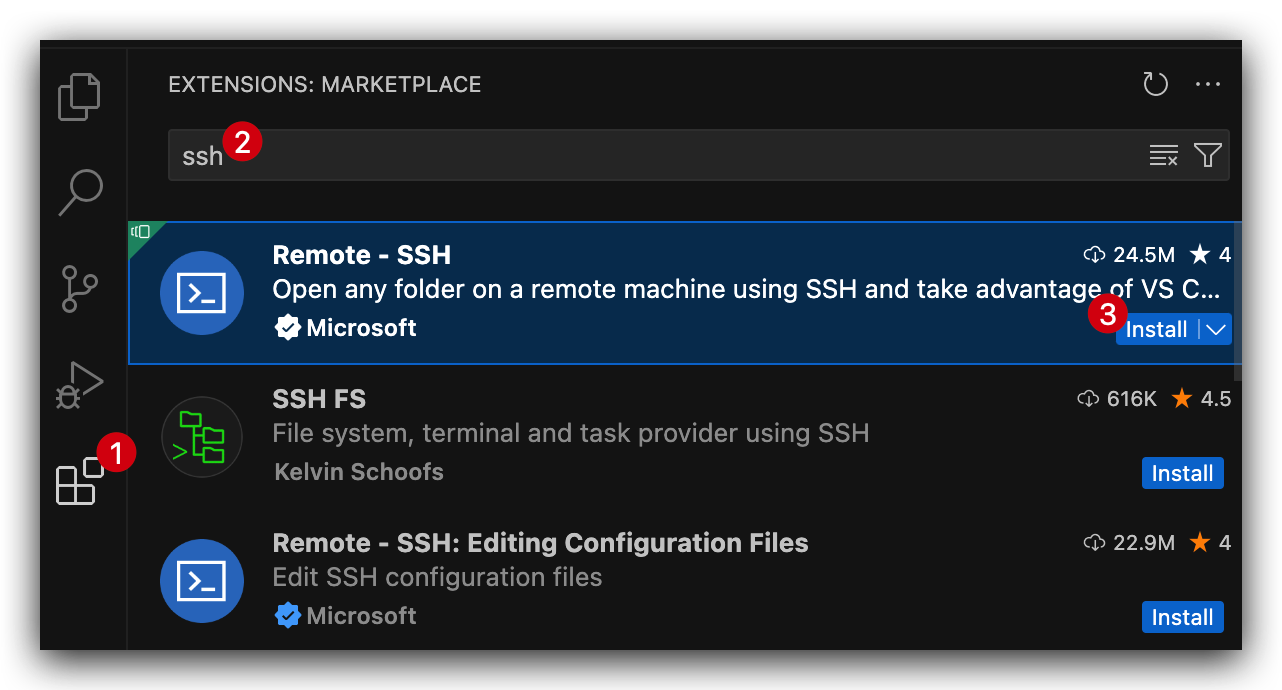 EXTENSIONS: MARKETPLACE
ssh 2
Remote - SSH 24.5M ★ 4
Open any folder on a remote machine using SSH and take advantage of VS C...
Microsoft 3 Install
SSH FS 616K ★ 4.5
File system, terminal and task provider using SSH
1
Kelvin Schoofs Install
Remote - SSH: Editing Configuration Files 22.9M ★ 4
Edit SSH configuration files
Microsoft Install